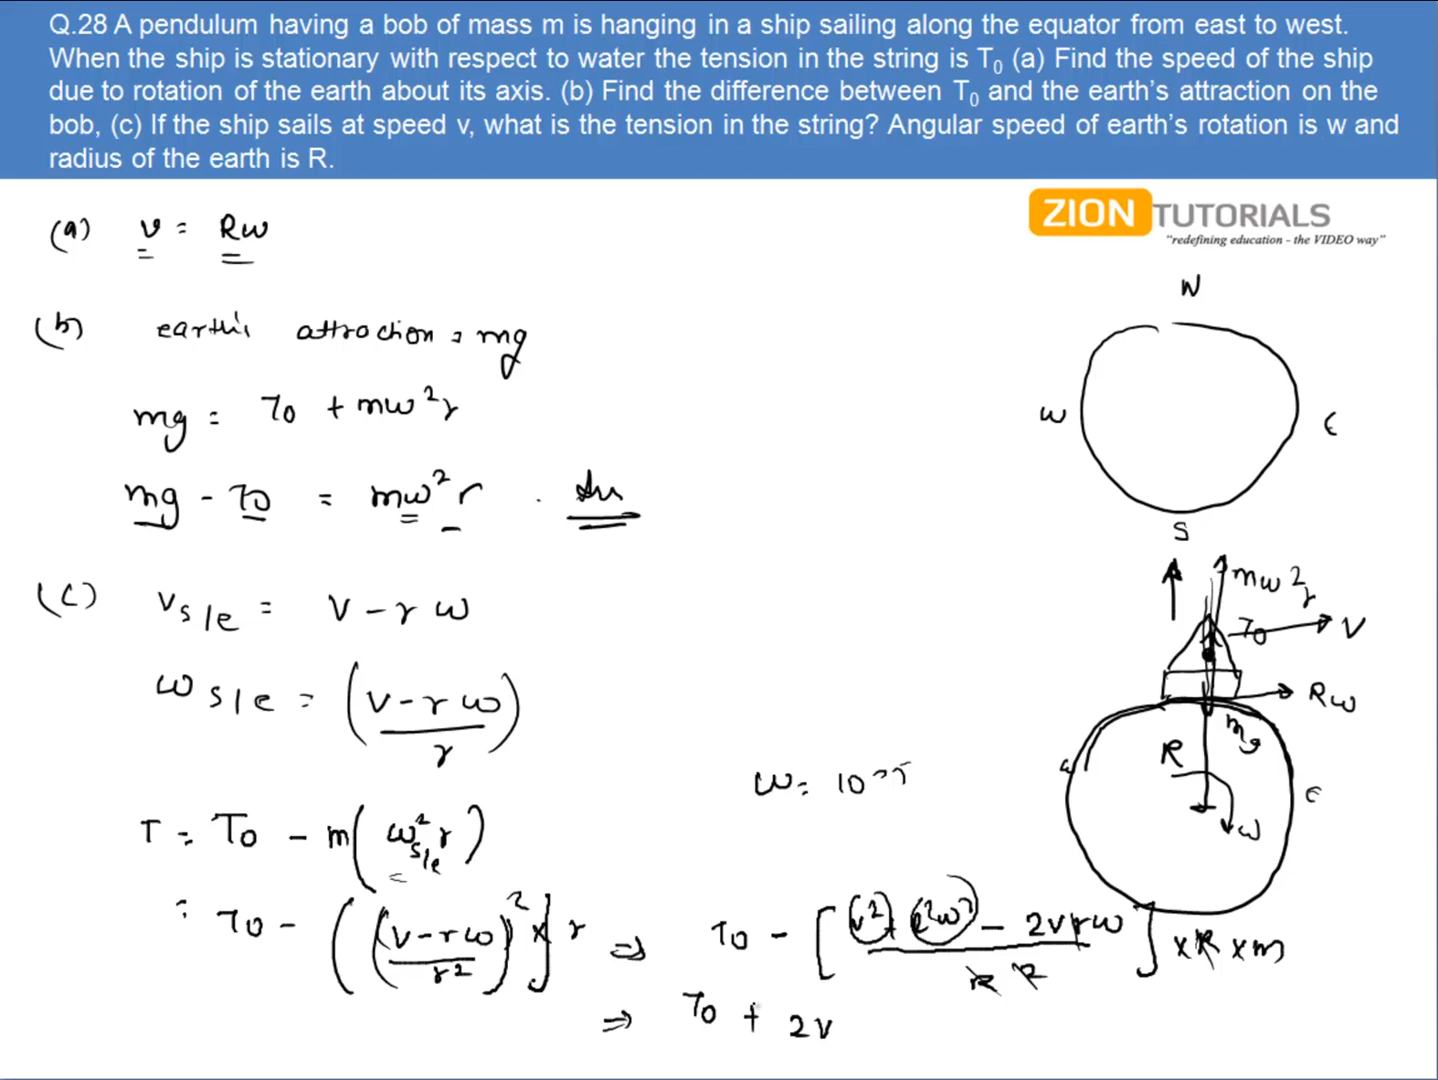 Q.28 A pendulum having a bob of mass m is hanging in a ship sailing along the equator from east to west.
When the ship is stationary with respect to water the tension in the string is T₀ (a) Find the speed of the ship
due to rotation of the earth about its axis. (b) Find the difference between T₀ and the earth's attraction on the
bob, (c) If the ship sails at speed v, what is the tension in the string? Angular speed of earth's rotation is w and
radius of the earth is R.
ZION TUTORIALS
"redefining education - the VIDEO way"
(a) v = Rω
N
W
E
S
(b) earth's attraction = mg
mg = T₀ + mω²r
mg - T₀ = mω²r . Ans
(c) V s/e = V - rω
ω s/e = (V - rω / r)
T = T₀ - m(ω² s/e r)
= T₀ - ((V - rω)² / r² × ] r ⇒ T₀ - [v² + r²ω² - 2vrω / R R] × R × m
⇒ T₀ + 2v
mω²r
T₀
V
Rω
mg
R
ω
E